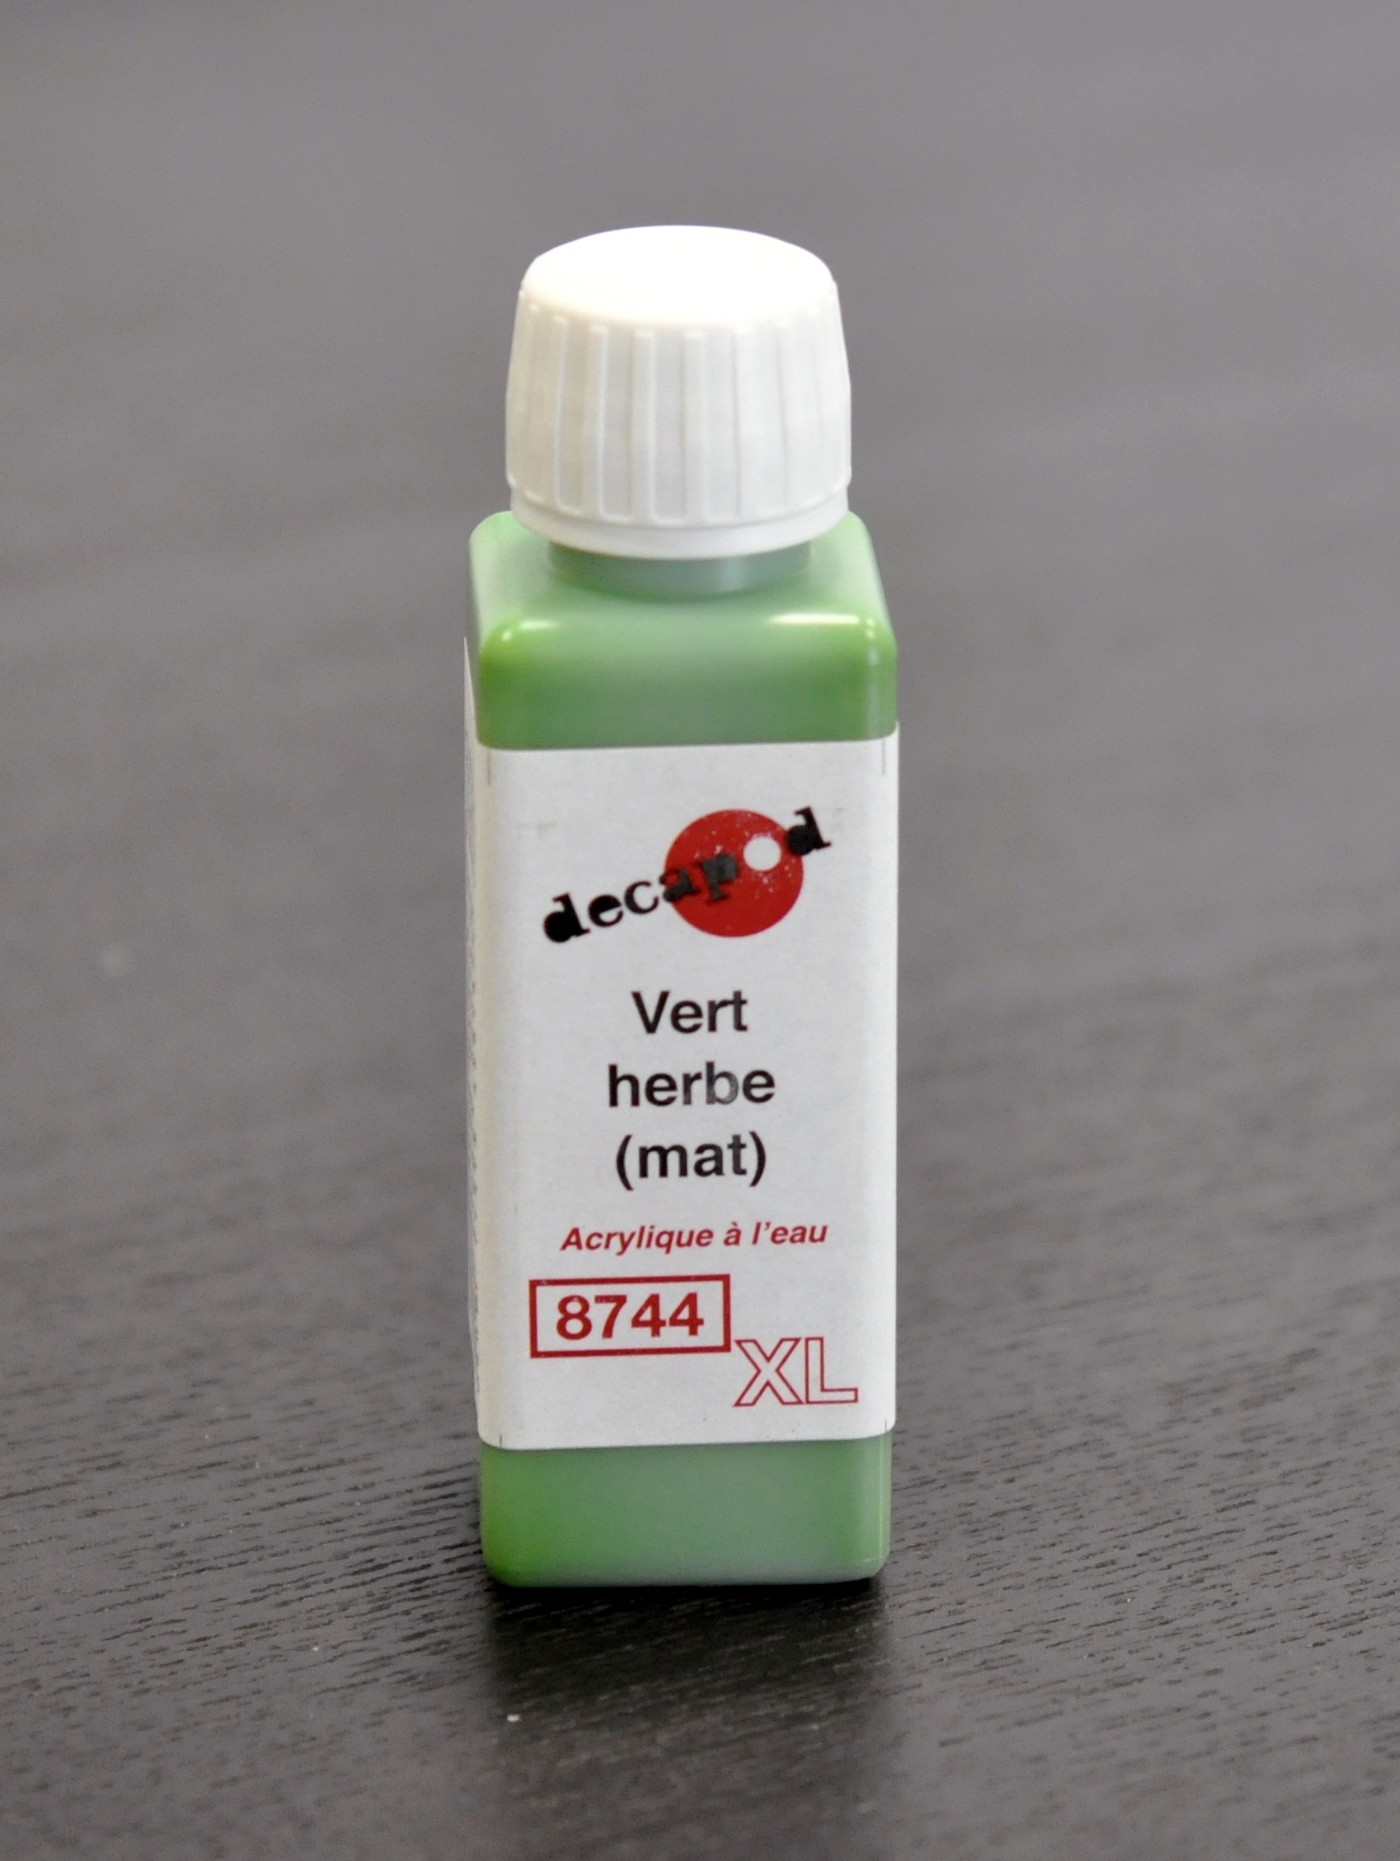 decapod
Vert
herbe
(mat)
Acrylique à l'eau
8744
XL